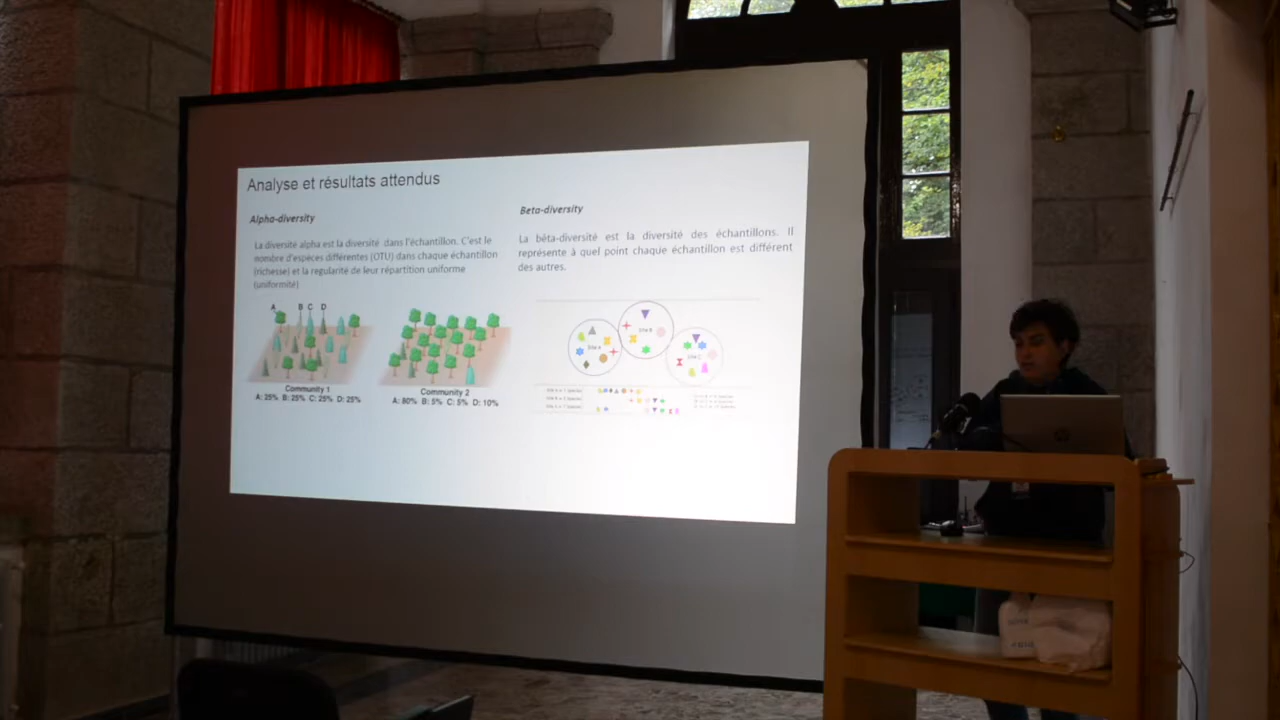 Analyse et résultats attendus
Alpha-diversity
La diversité alpha est la diversité dans l'échantillon. C'est le
nombre d'espèces différentes (OTU) dans chaque échantillon
(richesse) et la regularité de leur répartition uniforme
(uniformité)
A B C D
Community 1
A: 25% B: 25% C: 25% D: 25%
Community 2
A: 80% B: 5% C: 5% D: 10%
Beta-diversity
La bêta-diversité est la diversité des échantillons. Il
représente à quel point chaque échantillon est différent
des autres.
Site A
Site B
Site C